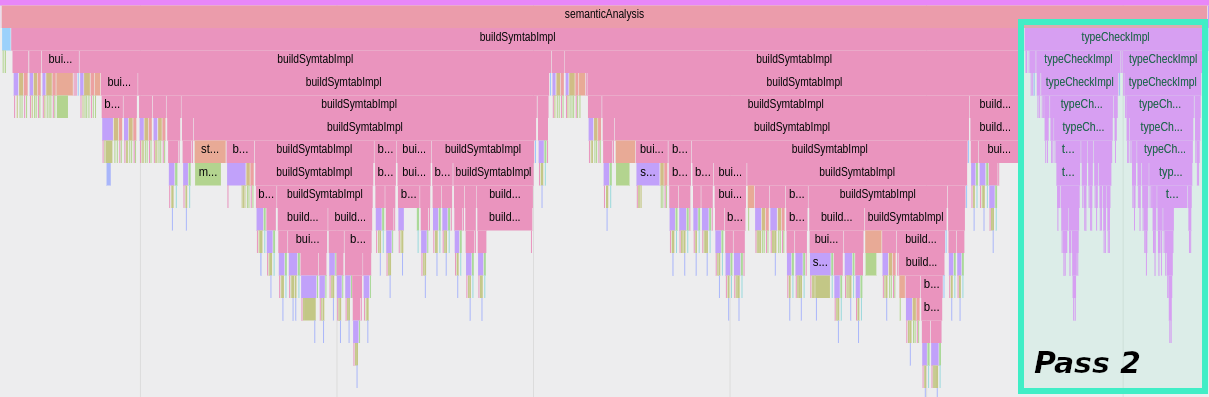 semanticAnalysis
buildSymtabImpl typeCheckImpl
bui... buildSymtabImpl buildSymtabImpl typeCheckImpl typeCheckImpl
bui... buildSymtabImpl buildSymtabImpl typeCheckImpl typeCheckImpl
b... buildSymtabImpl buildSymtabImpl build... typeCh... typeCh...
buildSymtabImpl buildSymtabImpl build... typeCh... typeCh...
st... b... buildSymtabImpl b... bui... buildSymtabImpl bui... b... buildSymtabImpl bui... t... typeCh...
m... buildSymtabImpl b... bui... b... buildSymtabImpl s... b... b... bui... buildSymtabImpl t... typ...
b... buildSymtabImpl b... build... bui... b... buildSymtabImpl t...
build... build... build... b... b... build... buildSymtabImpl
bui... b... bui... build...
s... build...
b...
b...
Pass 2